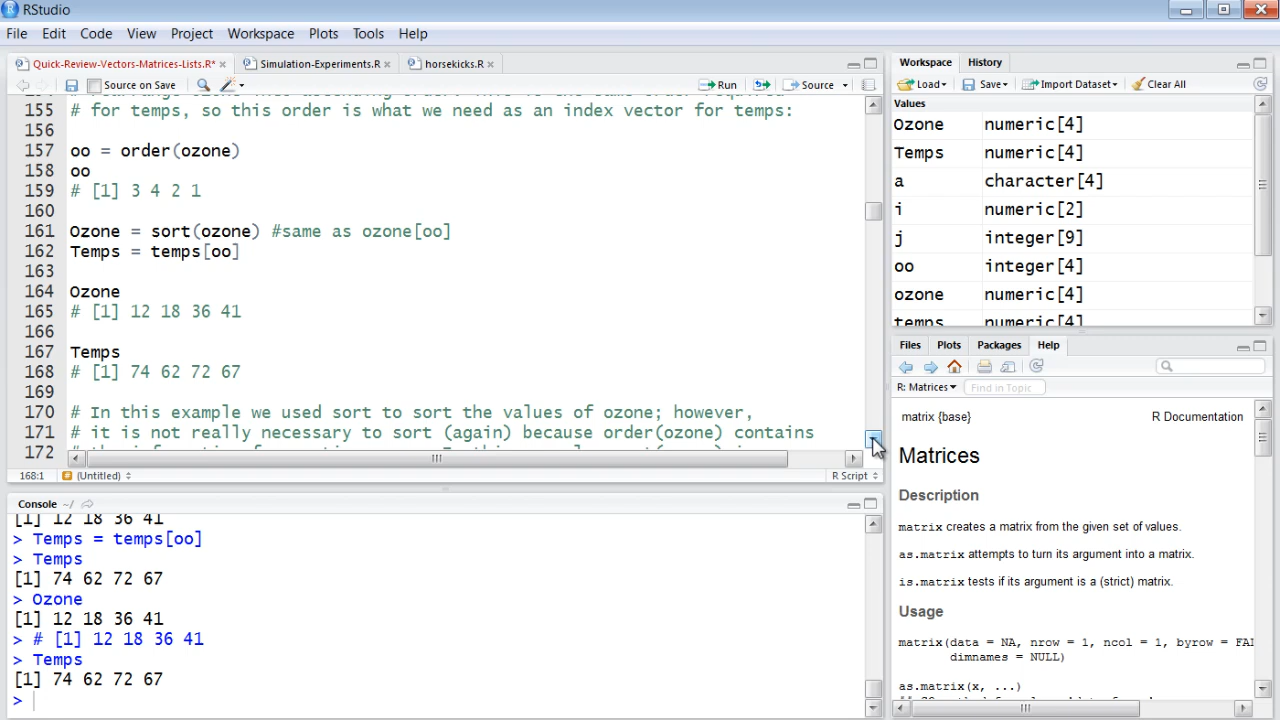 RStudio
File Edit Code View Project Workspace Plots Tools Help
Quick-Review-Vectors-Matrices-Lists.R* × Simulation-Experiments.R × horsekicks.R ×
Source on Save Run Source
155 # for temps, so this order is what we need as an index vector for temps:
156
157 oo = order(ozone)
158 oo
159 # [1] 3 4 2 1
160
161 Ozone = sort(ozone) #same as ozone[oo]
162 Temps = temps[oo]
163
164 Ozone
165 # [1] 12 18 36 41
166
167 Temps
168 # [1] 74 62 72 67
169
170 # In this example we used sort to sort the values of ozone; however,
171 # it is not really necessary to sort (again) because order(ozone) contains
172
168:1 (Untitled) R Script
Console ~/
[1] 12 18 36 41
> Temps = temps[oo]
> Temps
[1] 74 62 72 67
> Ozone
[1] 12 18 36 41
> # [1] 12 18 36 41
> Temps
[1] 74 62 72 67
>
Workspace History
Load Save Import Dataset Clear All
Values
Ozone numeric[4]
Temps numeric[4]
a character[4]
i numeric[2]
j integer[9]
oo integer[4]
ozone numeric[4]
temps numeric[4]
Files Plots Packages Help
R: Matrices Find in Topic
matrix {base} R Documentation
Matrices
Description
matrix creates a matrix from the given set of values.
as.matrix attempts to turn its argument into a matrix.
is.matrix tests if its argument is a (strict) matrix.
Usage
matrix(data = NA, nrow = 1, ncol = 1, byrow = FAL
dimnames = NULL)
as.matrix(x, ...)